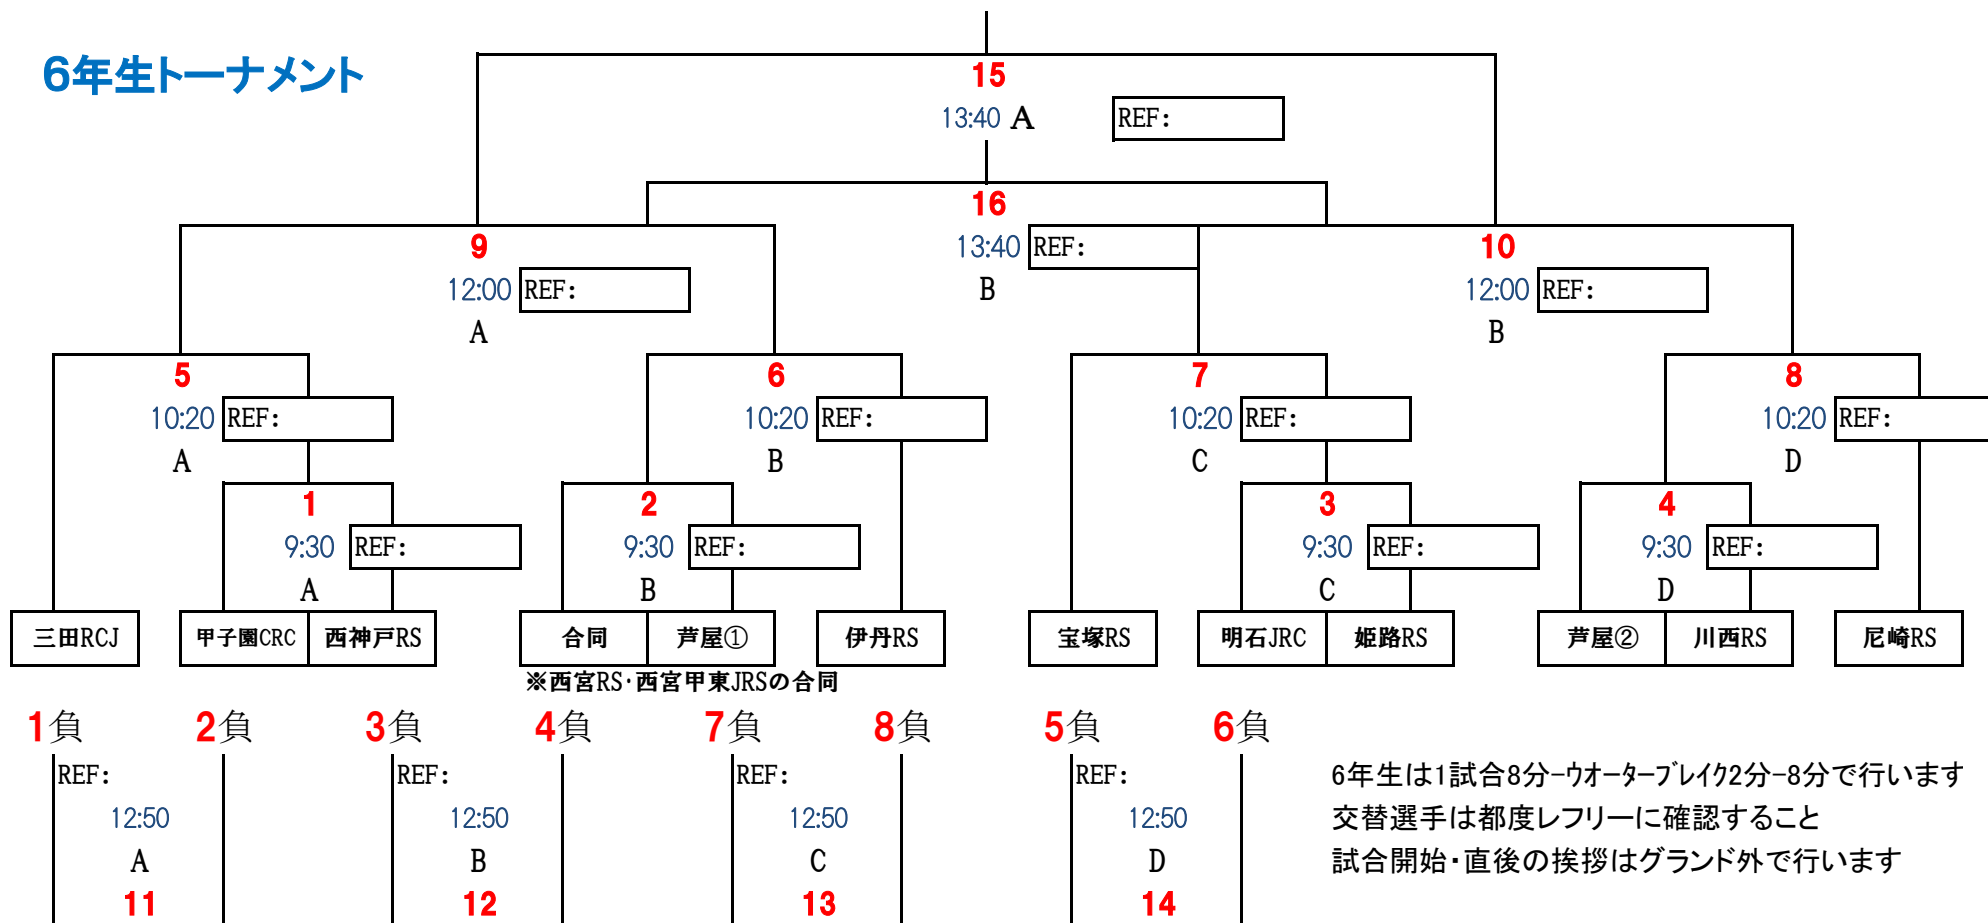 6年生トーナメント
15
13:40 A REF:
16
13:40 REF:
B
9
12:00 REF:
A
10
12:00 REF:
B
5
10:20 REF:
A
6
10:20 REF:
B
7
10:20 REF:
C
8
10:20 REF:
D
1
9:30 REF:
A
2
9:30 REF:
B
3
9:30 REF:
C
4
9:30 REF:
D
三田RCJ 甲子園CRC 西神戸RS 合同 芦屋① 伊丹RS 宝塚RS 明石JRC 姫路RS 芦屋② 川西RS 尼崎RS
※西宮RS・西宮甲東JRSの合同
1負 2負 3負 4負 7負 8負 5負 6負
REF: REF: REF: REF:
12:50 12:50 12:50 12:50
A B C D
11 12 13 14
6年生は1試合8分−ウオーターブレイク2分−8分で行います
交替選手は都度レフリーに確認すること
試合開始・直後の挨拶はグランド外で行います